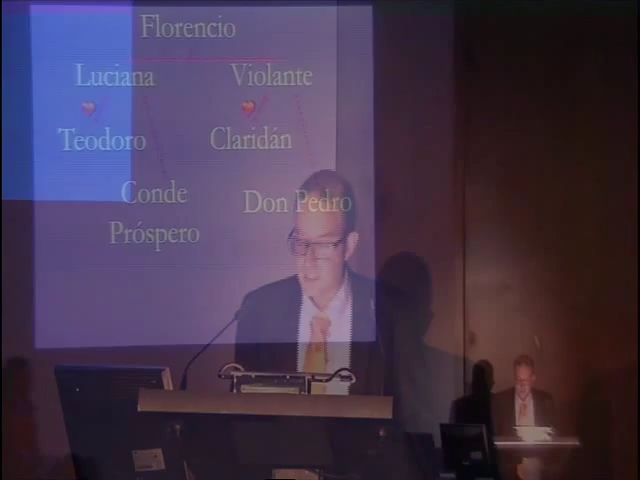 Florencio
Luciana Violante
Teodoro Claridán
Conde Don Pedro
Próspero